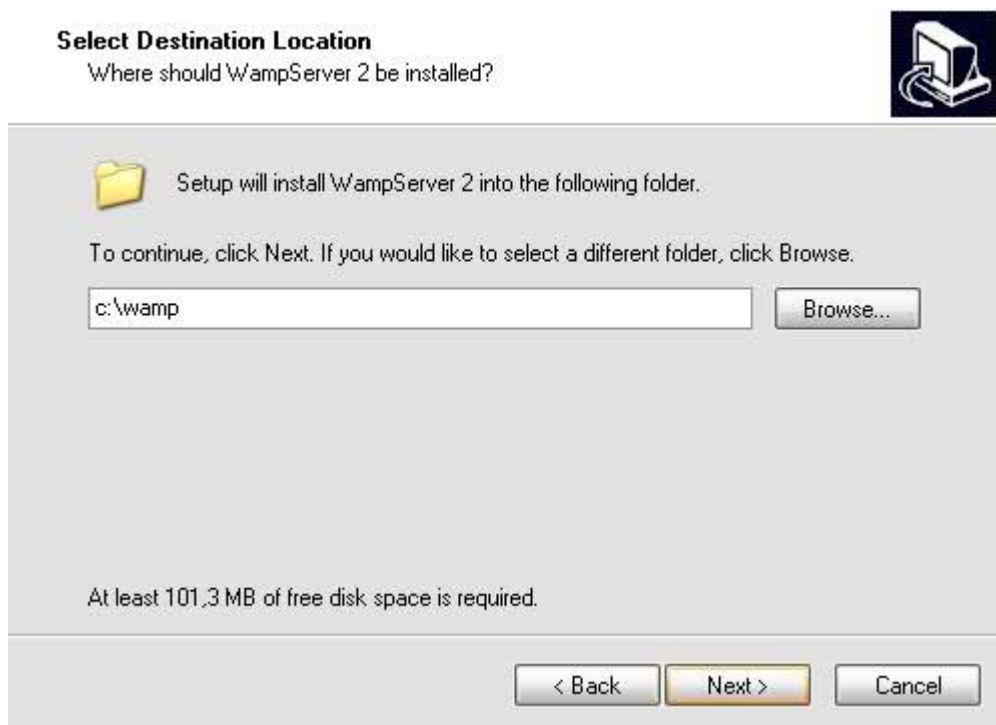 Select Destination Location
Where should WampServer 2 be installed?
Setup will install WampServer 2 into the following folder.
To continue, click Next. If you would like to select a different folder, click Browse.
c:\wamp
Browse...
At least 101,3 MB of free disk space is required.
< Back
Next >
Cancel